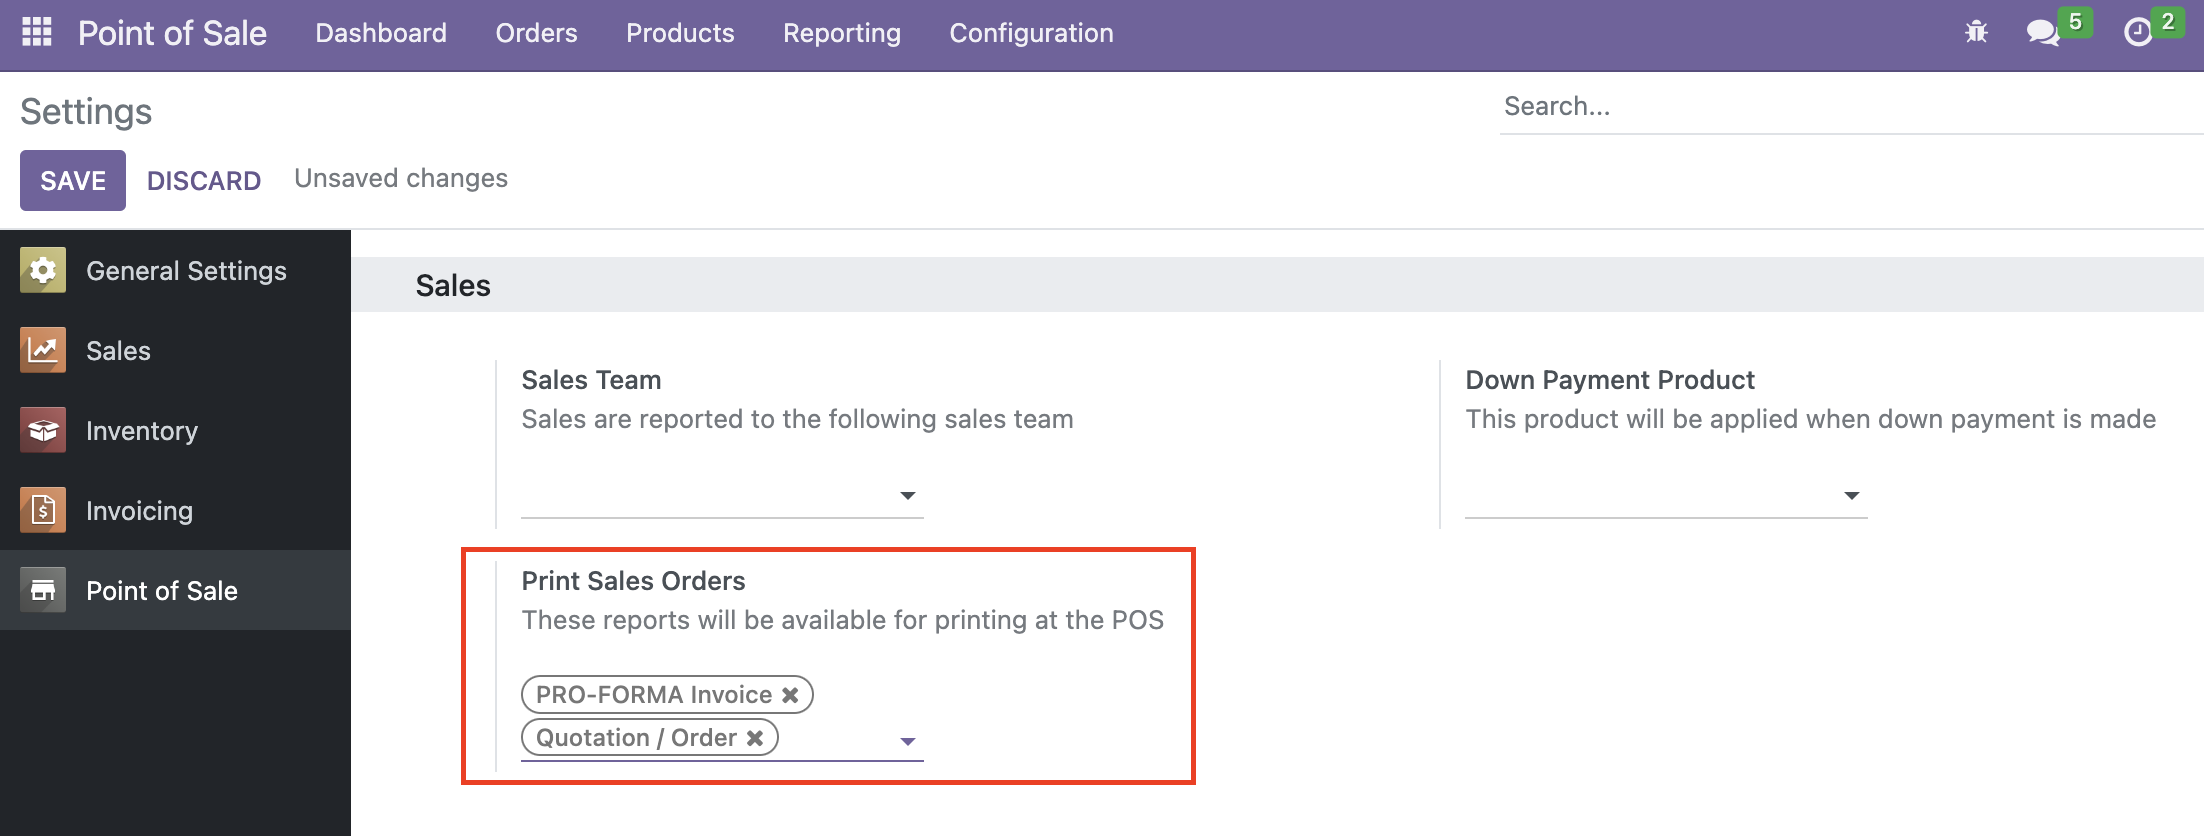 Point of Sale Dashboard Orders Products Reporting Configuration 5 2
Settings
Search...
SAVE DISCARD Unsaved changes
General Settings
Sales
Inventory
Invoicing
Point of Sale
Sales
Sales Team
Sales are reported to the following sales team
Down Payment Product
This product will be applied when down payment is made
Print Sales Orders
These reports will be available for printing at the POS
PRO-FORMA Invoice ✖
Quotation / Order ✖